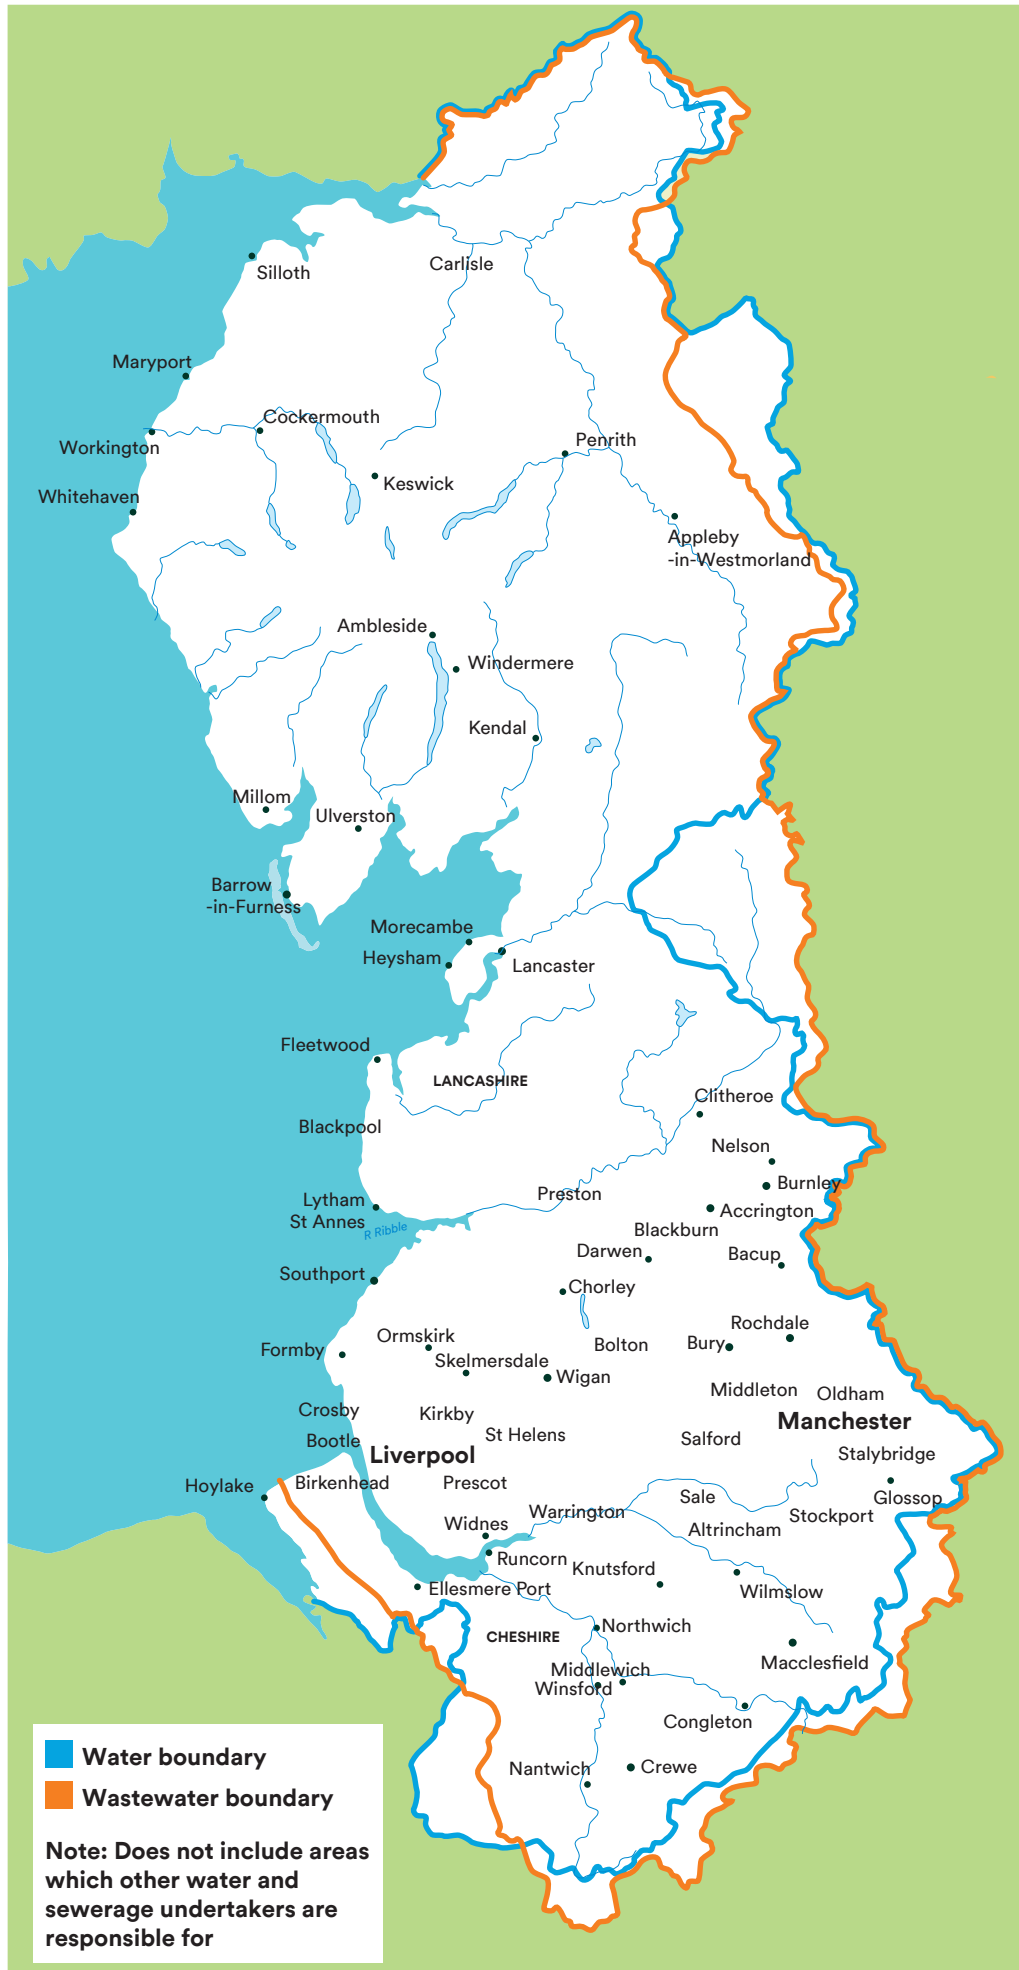 Silloth
Carlisle
Maryport
Cockermouth
Workington
Penrith
Keswick
Whitehaven
Appleby
-in-Westmorland
Ambleside
Windermere
Kendal
Millom
Ulverston
Barrow
-in-Furness
Morecambe
Heysham
Lancaster
Fleetwood
LANCASHIRE
Clitheroe
Blackpool
Nelson
Burnley
Preston
Lytham
St Annes
Accrington
R Ribble
Blackburn
Darwen
Bacup
Southport
Chorley
Rochdale
Ormskirk
Formby
Bolton
Bury
Skelmersdale
Wigan
Middleton
Oldham
Crosby
Kirkby
Manchester
Bootle
St Helens
Salford
Liverpool
Stalybridge
Hoylake
Birkenhead
Prescot
Sale
Glossop
Warrington
Stockport
Widnes
Altrincham
Runcorn
Knutsford
Ellesmere Port
Wilmslow
Northwich
CHESHIRE
Macclesfield
Middlewich
Winsford
Congleton
Nantwich
Crewe
Water boundary
Wastewater boundary
Note: Does not include areas
which other water and
sewerage undertakers are
responsible for